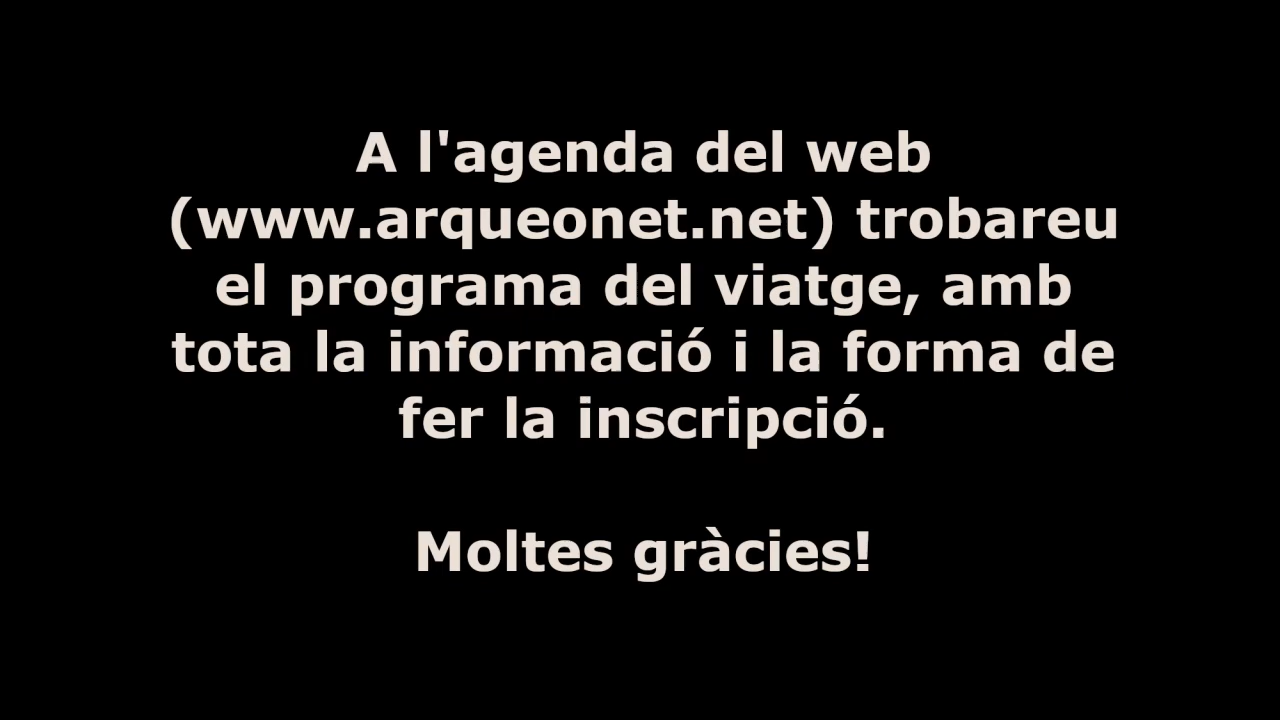 A l'agenda del web
(www.arqueonet.net) trobareu
el programa del viatge, amb
tota la informació i la forma de
fer la inscripció.
Moltes gràcies!